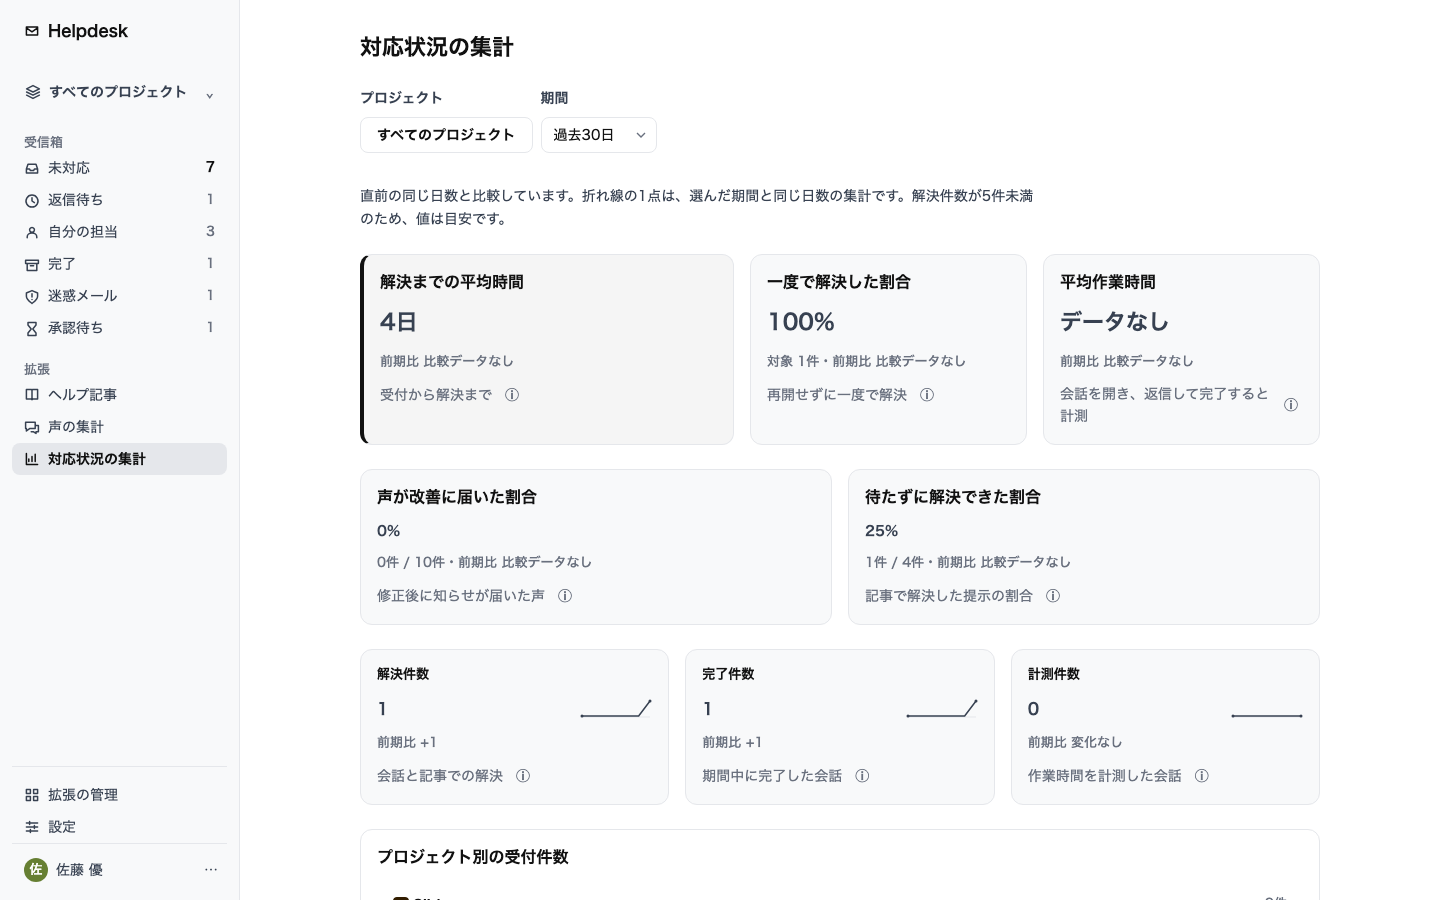 Helpdesk
すべてのプロジェクト
受信箱
未対応 7
返信待ち 1
自分の担当 3
完了 1
迷惑メール 1
承認待ち 1
拡張
ヘルプ記事
声の集計
対応状況の集計
拡張の管理
設定
佐 佐藤 優 …
対応状況の集計
プロジェクト 期間
すべてのプロジェクト 過去30日
直前の同じ日数と比較しています。折れ線の1点は、選んだ期間と同じ日数の集計です。解決件数が5件未満
のため、値は目安です。
解決までの平均時間
4日
前期比 比較データなし
受付から解決まで
一度で解決した割合
100%
対象 1件・前期比 比較データなし
再開せずに一度で解決
平均作業時間
データなし
前期比 比較データなし
会話を開き、返信して完了すると
計測
声が改善に届いた割合
0%
0件 / 10件・前期比 比較データなし
修正後に知らせが届いた声
待たずに解決できた割合
25%
1件 / 4件・前期比 比較データなし
記事で解決した提示の割合
解決件数
1
前期比 +1
会話と記事での解決
完了件数
1
前期比 +1
期間中に完了した会話
計測件数
0
前期比 変化なし
作業時間を計測した会話
プロジェクト別の受付件数